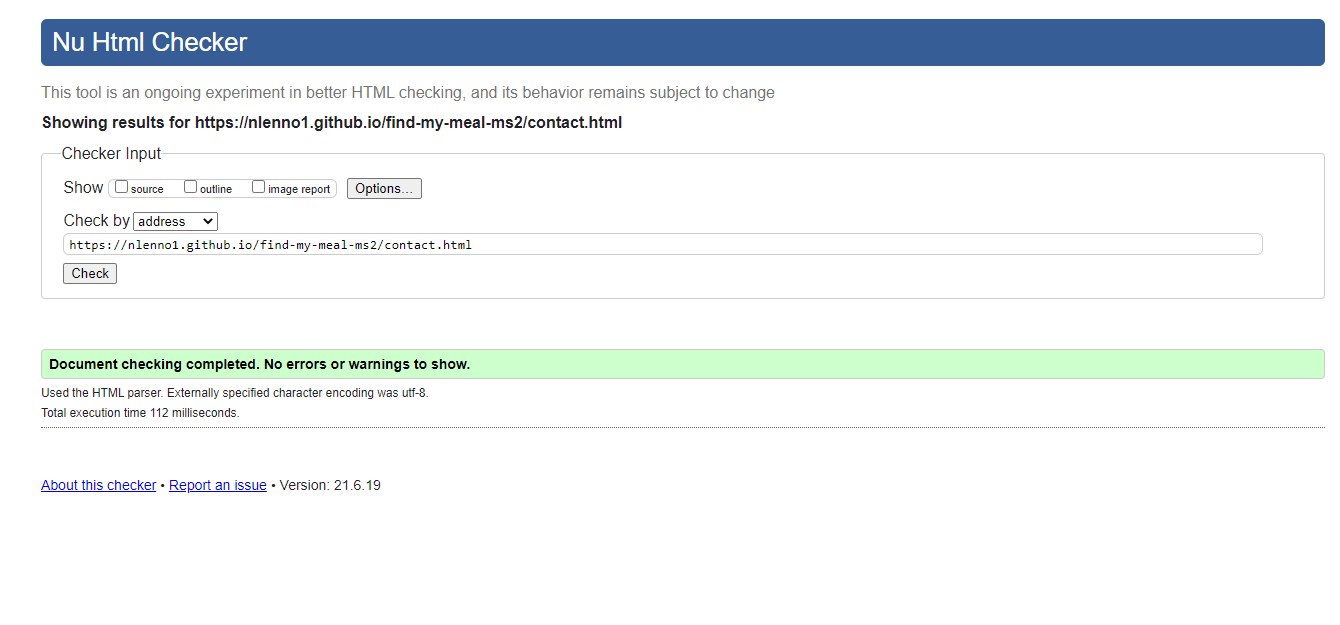 Nu Html Checker
This tool is an ongoing experiment in better HTML checking, and its behavior remains subject to change
Showing results for https://nlenno1.github.io/find-my-meal-ms2/contact.html
Checker Input
Show source outline image report Options...
Check by address
https://nlenno1.github.io/find-my-meal-ms2/contact.html
Check
Document checking completed. No errors or warnings to show.
Used the HTML parser. Externally specified character encoding was utf-8.
Total execution time 112 milliseconds.
About this checker • Report an issue • Version: 21.6.19